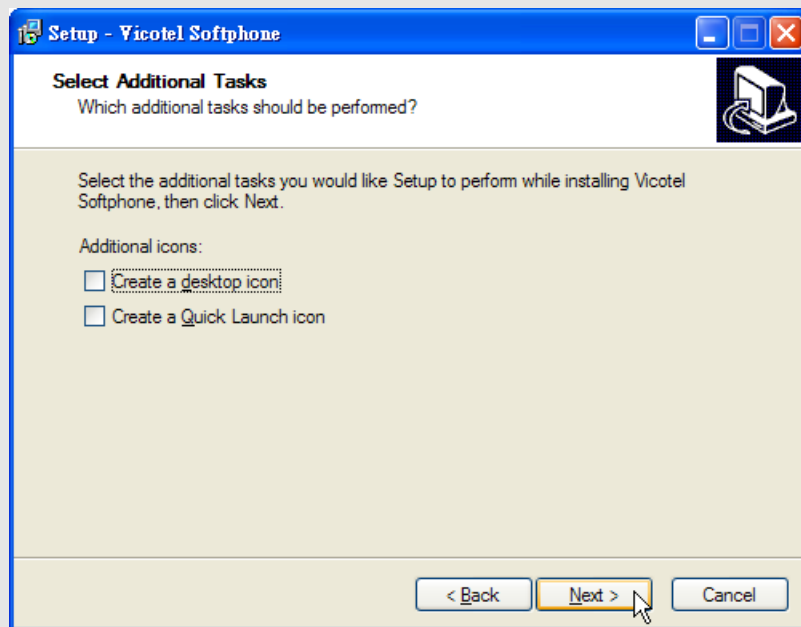 Setup - Vicotel Softphone
Select Additional Tasks
Which additional tasks should be performed?
Select the additional tasks you would like Setup to perform while installing Vicotel
Softphone, then click Next.
Additional icons:
Create a desktop icon
Create a Quick Launch icon
< Back
Next >
Cancel